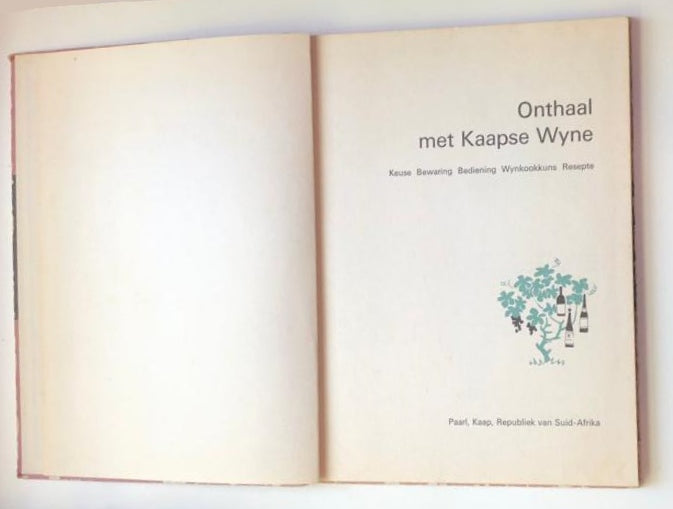 Onthaal
met Kaapse Wyne
Keuse Bewaring Bediening Wynkookkuns Resepte
Paarl, Kaap, Republiek van Suid-Afrika